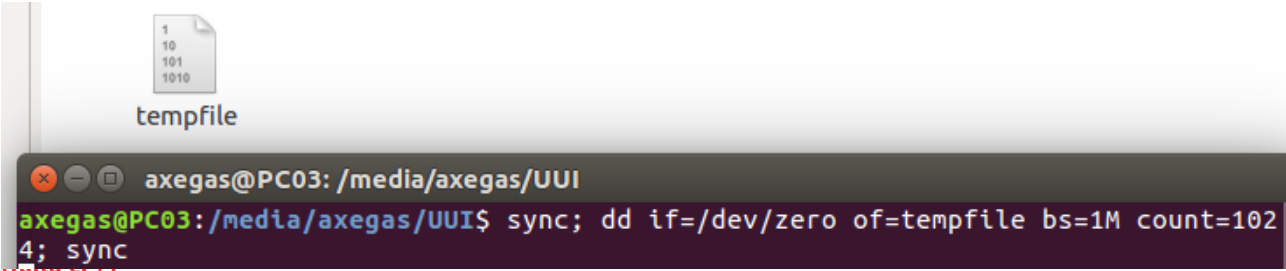 1
10
101
1010
tempfile
axegas@PC03: /media/axegas/UUI
axegas@PC03:/media/axegas/UUI$ sync; dd if=/dev/zero of=tempfile bs=1M count=102
4; sync